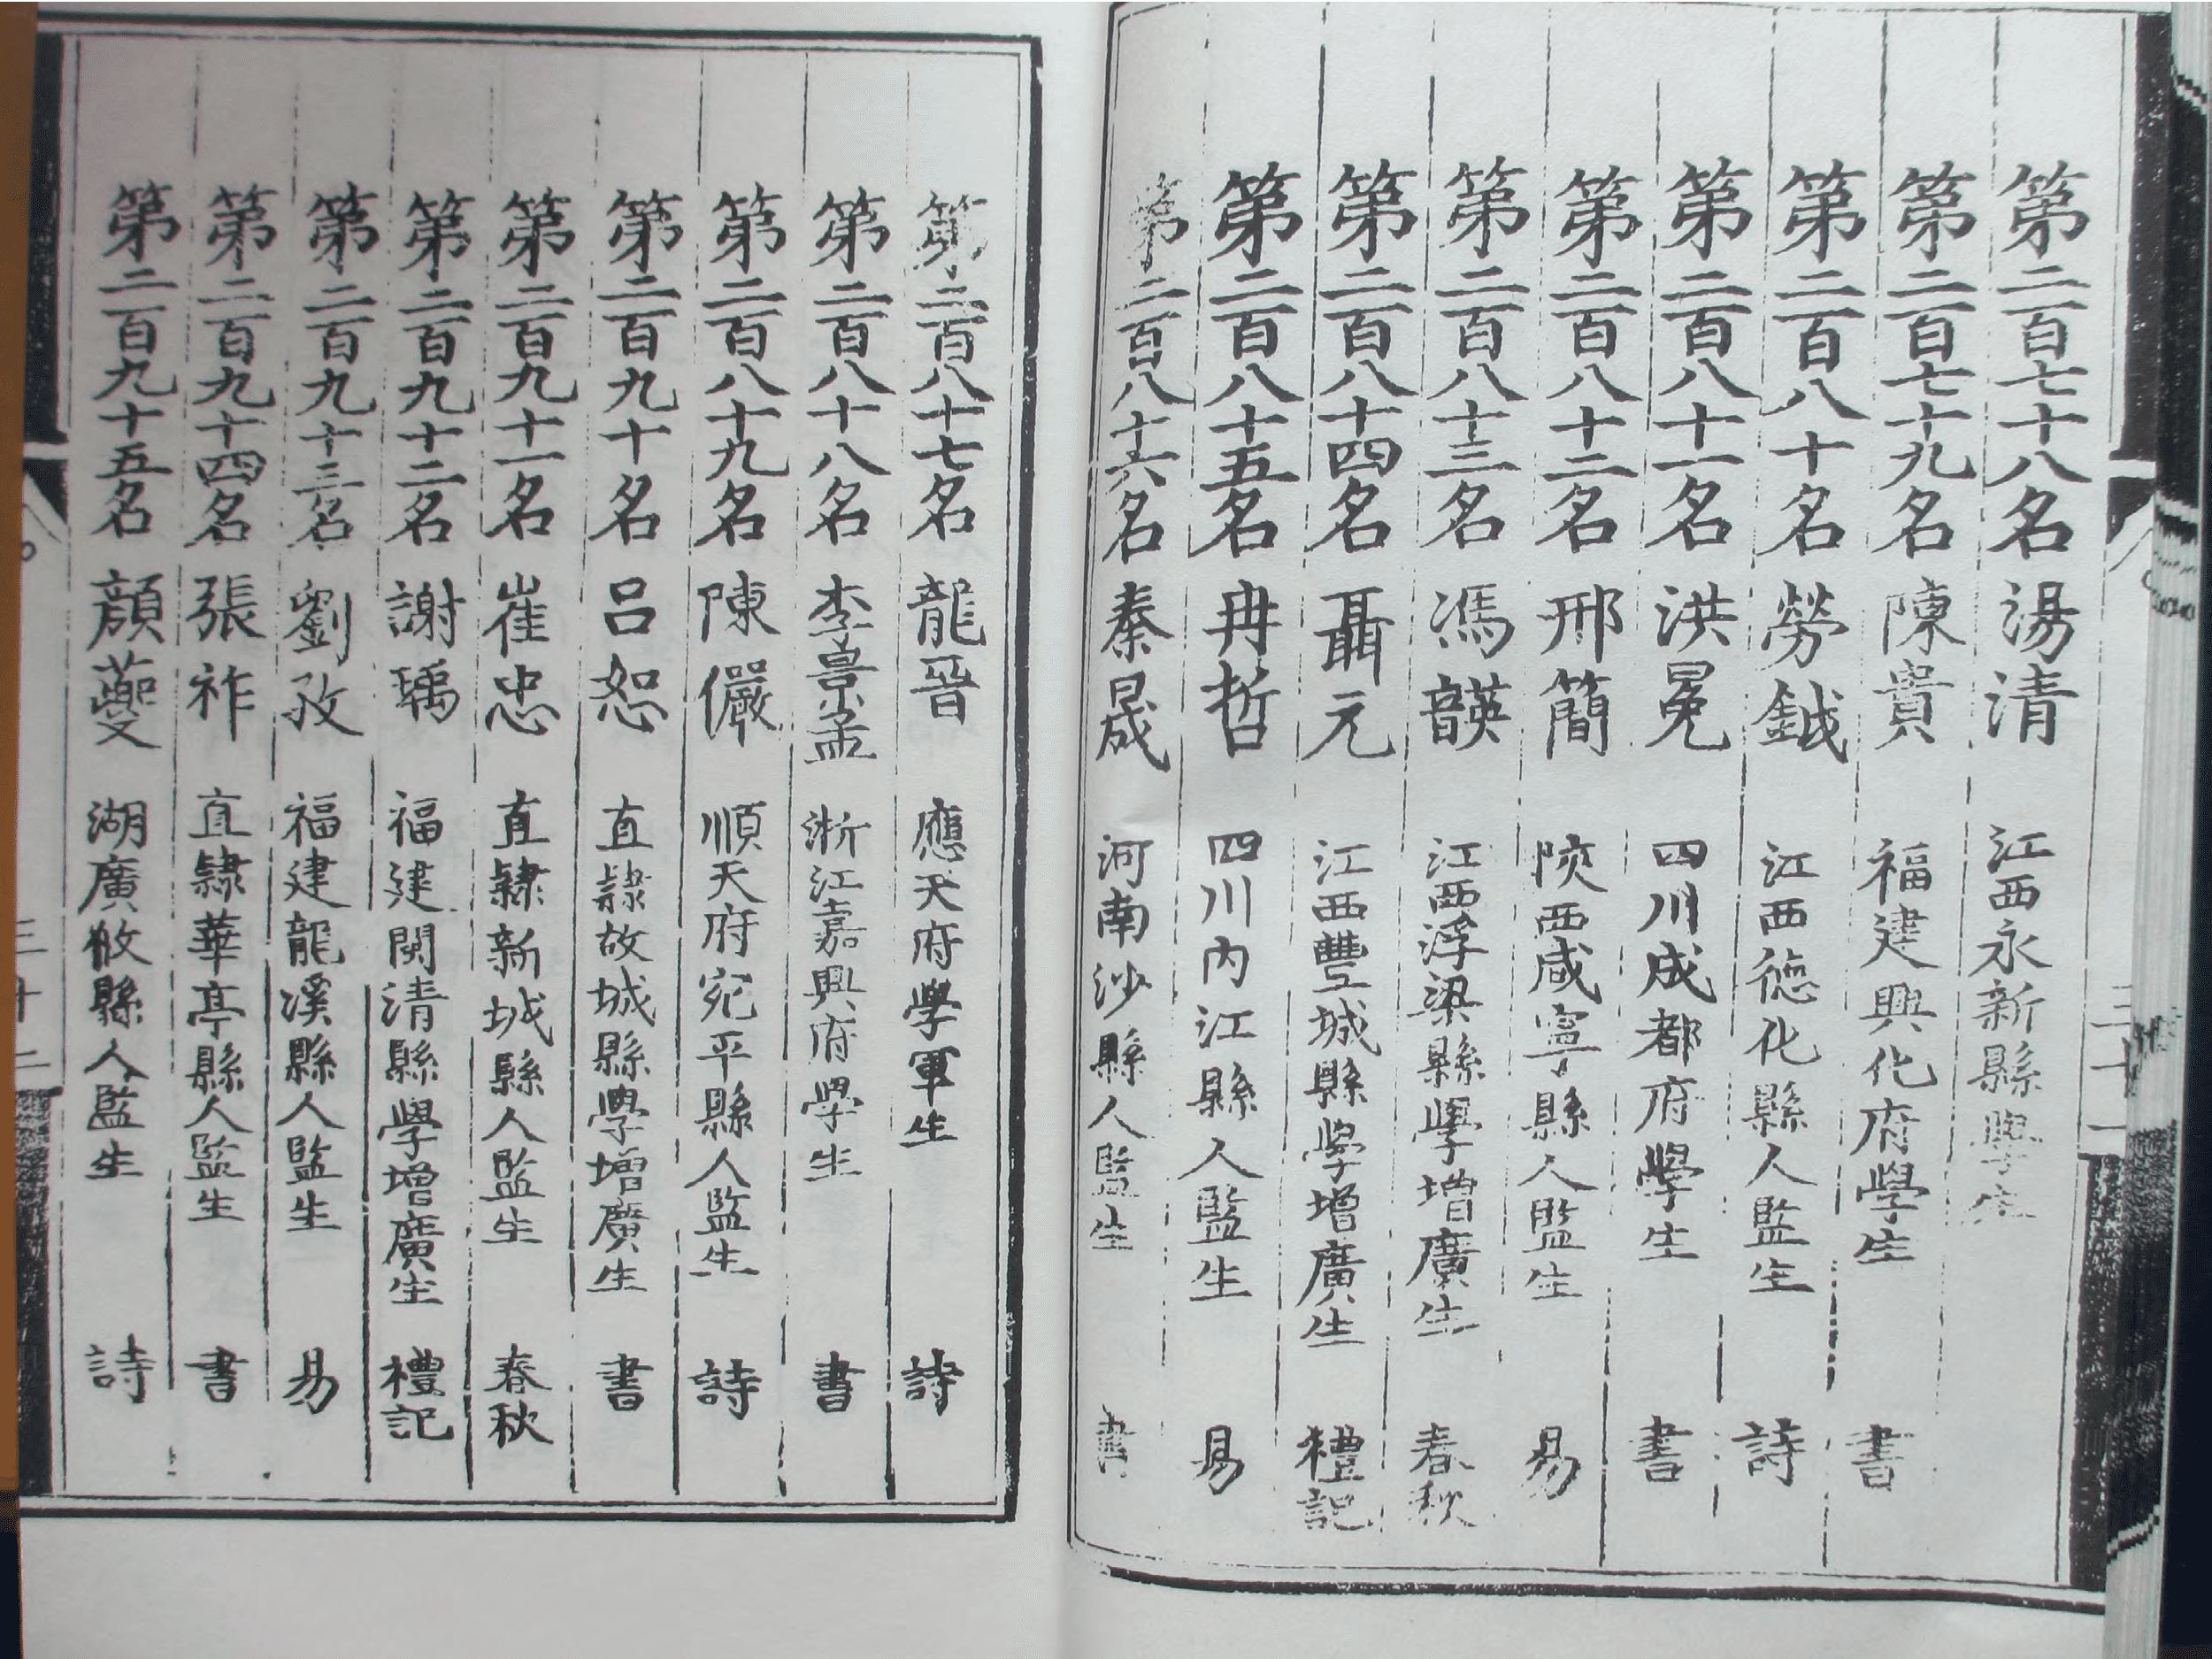 第二百七十八名 湯清 江西永新縣學生
第二百七十九名 陳貴 福建興化府學生 書
第二百八十名 勞鉞 江西德化縣人監生 詩
第二百八十一名 洪冕 四川成都府學生 書
第二百八十二名 邢簡 陝西咸寧縣人監生 易
第二百八十三名 馮韺 江西浮梁縣學增廣生 春秋
第二百八十四名 聶元 江西豐城縣學增廣生 禮記
第二百八十五名 冉哲 四川內江縣人監生 易
第二百八十六名 秦晟 河南沙縣人監生 書
三十一
第二百八十七名 龍晉 應天府學軍生 詩
第二百八十八名 李景孟 浙江嘉興府學生 書
第二百八十九名 陳儼 順天府宛平縣人監生 詩
第二百九十名 呂恕 直隸故城縣學增廣生 書
第二百九十一名 崔忠 直隸新城縣人監生 春秋
第二百九十二名 謝瑀 福建閩清縣學增廣生 禮記
第二百九十三名 劉孜 福建龍溪縣人監生 易
第二百九十四名 張祚 直隸華亭縣人監生 書
第二百九十五名 顏 湖廣攸縣人監生 詩
三十二